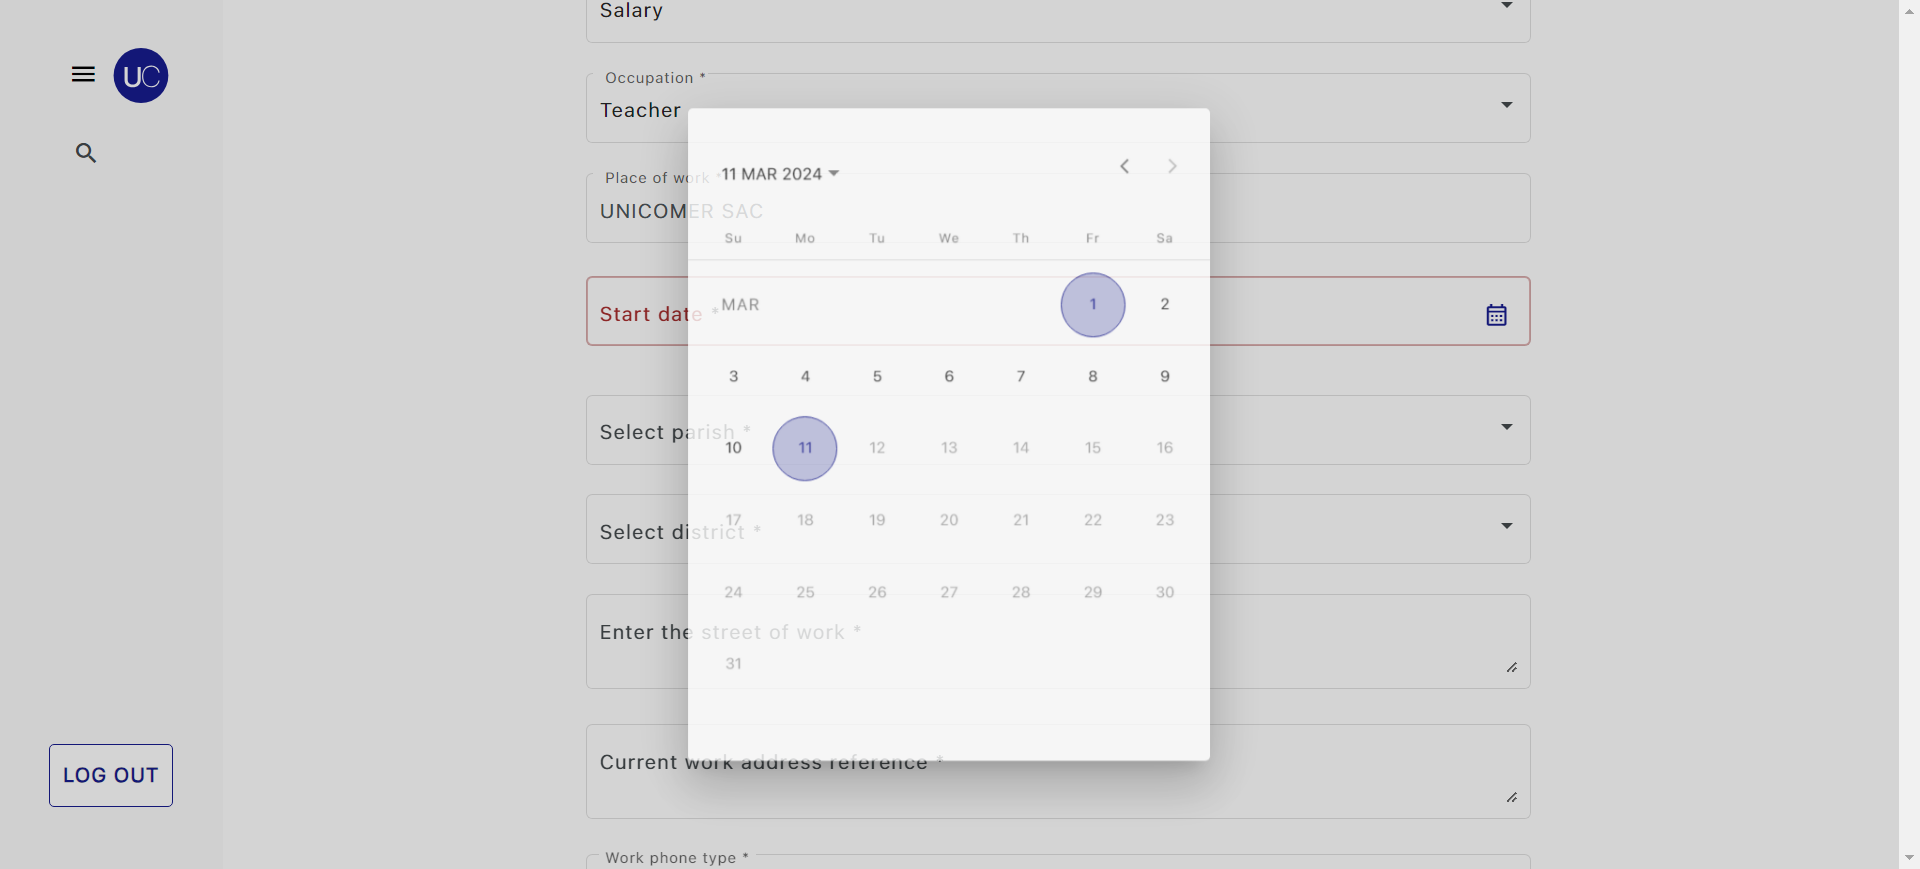 Salary
UC
Occupation *
Teacher
11 MAR 2024
Place of work *
UNICOMER SAC
Su Mo Tu We Th Fr Sa
MAR 1 2
Start date *
3 4 5 6 7 8 9
Select parish *
10 11 12 13 14 15 16
17 18 19 20 21 22 23
Select district *
24 25 26 27 28 29 30
Enter the street of work *
31
Current work address reference *
LOG OUT
Work phone type *